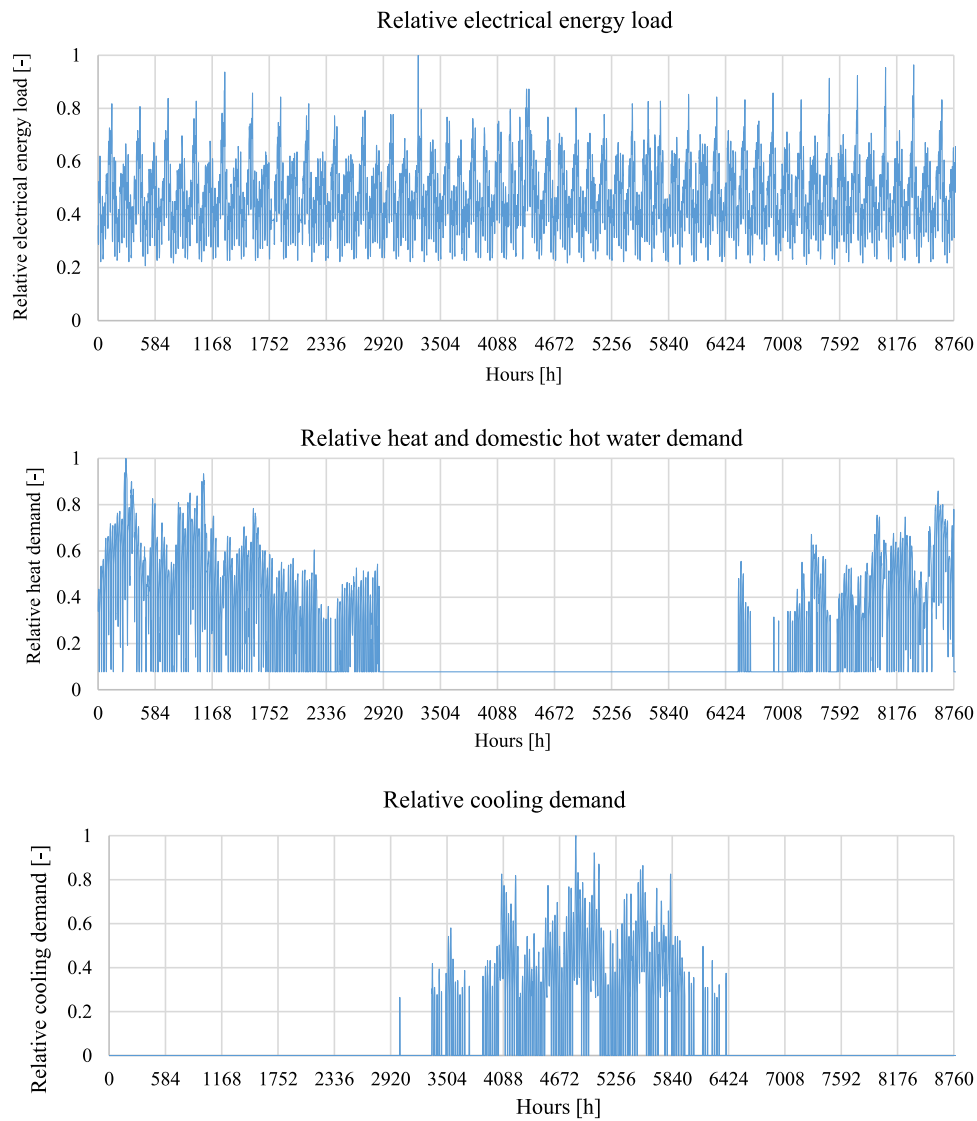 Relative electrical energy load
Relative electrical energy load [-]
1
0.8
0.6
0.4
0.2
0
0 584 1168 1752 2336 2920 3504 4088 4672 5256 5840 6424 7008 7592 8176 8760
Hours [h]
Relative heat and domestic hot water demand
Relative heat demand [-]
1
0.8
0.6
0.4
0.2
0
0 584 1168 1752 2336 2920 3504 4088 4672 5256 5840 6424 7008 7592 8176 8760
Hours [h]
Relative cooling demand
Relative cooling demand [-]
1
0.8
0.6
0.4
0.2
0
0 584 1168 1752 2336 2920 3504 4088 4672 5256 5840 6424 7008 7592 8176 8760
Hours [h]